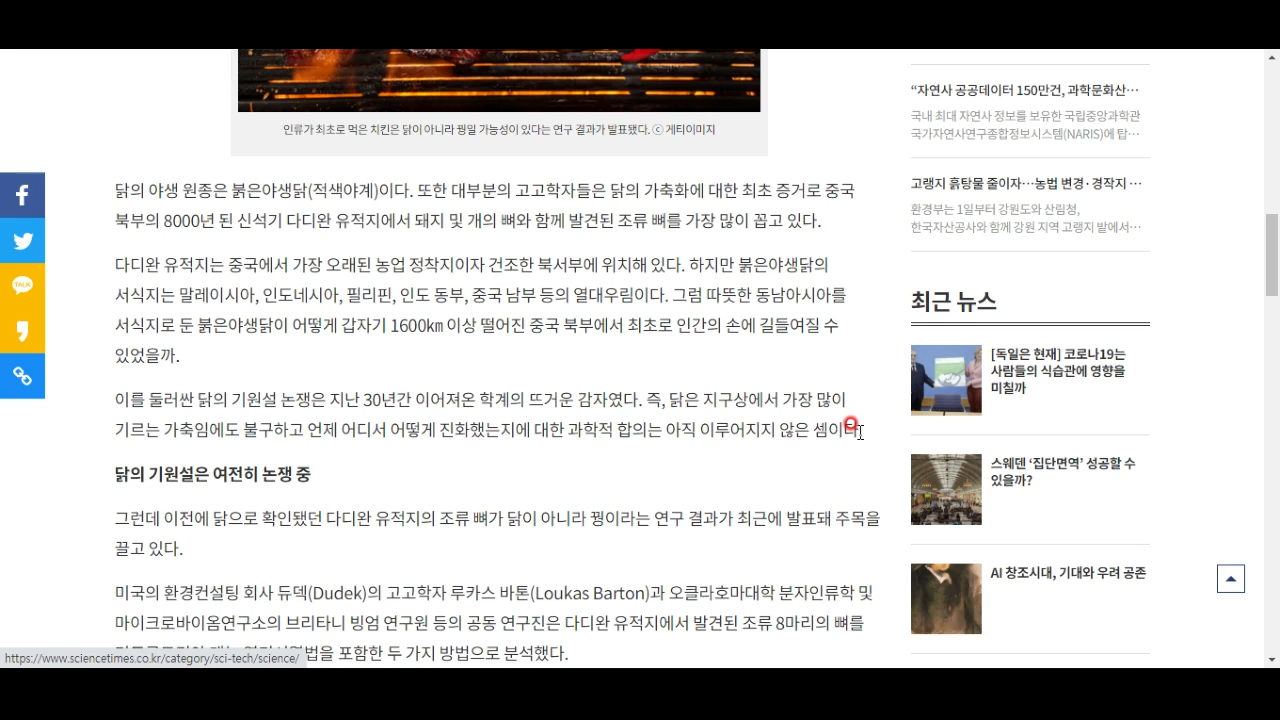 인류가 최초로 먹은 치킨은 닭이 아니라 꿩일 가능성이 있다는 연구 결과가 발표됐다. ⓒ 게티이미지
닭의 야생 원종은 붉은야생닭(적색야계)이다. 또한 대부분의 고고학자들은 닭의 가축화에 대한 최초 증거로 중국
북부의 8000년 된 신석기 다디완 유적지에서 돼지 및 개의 뼈와 함께 발견된 조류 뼈를 가장 많이 꼽고 있다.
다디완 유적지는 중국에서 가장 오래된 농업 정착지이자 건조한 북서부에 위치해 있다. 하지만 붉은야생닭의
서식지는 말레이시아, 인도네시아, 필리핀, 인도 동부, 중국 남부 등의 열대우림이다. 그럼 따뜻한 동남아시아를
서식지로 둔 붉은야생닭이 어떻게 갑자기 1600㎞ 이상 떨어진 중국 북부에서 최초로 인간의 손에 길들여질 수
있었을까.
이를 둘러싼 닭의 기원설 논쟁은 지난 30년간 이어져온 학계의 뜨거운 감자였다. 즉, 닭은 지구상에서 가장 많이
기르는 가축임에도 불구하고 언제 어디서 어떻게 진화했는지에 대한 과학적 합의는 아직 이루어지지 않은 셈이다.
닭의 기원설은 여전히 논쟁 중
그런데 이전에 닭으로 확인됐던 다디완 유적지의 조류 뼈가 닭이 아니라 꿩이라는 연구 결과가 최근에 발표돼 주목을
끌고 있다.
미국의 환경컨설팅 회사 듀덱(Dudek)의 고고학자 루카스 바톤(Loukas Barton)과 오클라호마대학 분자인류학 및
마이크로바이옴연구소의 브리타니 빙엄 연구원 등의 공동 연구진은 다디완 유적지에서 발견된 조류 8마리의 뼈를
포함한 두 가지 방법으로 분석했다.
https://www.sciencetimes.co.kr/category/sci-tech/science/
TALK
“자연사 공공데이터 150만건, 과학문화산…
국내 최대 자연사 정보를 보유한 국립중앙과학관
국가자연사연구종합정보시스템(NARIS)에 탑…
고랭지 흙탕물 줄이자…농법 변경·경작지 …
환경부는 1일부터 강원도와 산림청,
한국수자원공사와 함께 강원 지역 고랭지 밭에서…
최근 뉴스
[독일은 현재] 코로나19는
사람들의 식습관에 영향을
미칠까
스웨덴 ‘집단면역’ 성공할 수
있을까?
AI 창조시대, 기대와 우려 공존